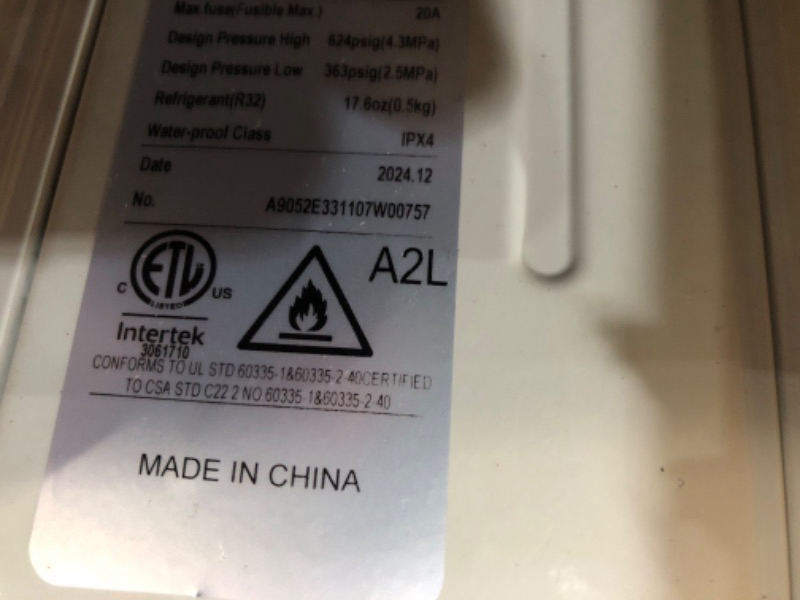 Max.fuse(Fusible Max.) 20A
Design Pressure High 624psig(4.3MPa)
Design Pressure Low 363psig(2.5MPa)
Refrigerant(R32) 17.6oz(0.5kg)
Water-proof Class IPX4
Date 2024.12
No. A9052E331107W00757
ETL A2L
C LISTED US
Intertek
3061710
CONFORMS TO UL STD 60335-1&60335-2-40CERTIFIED
TO CSA STD C22 2 NO 60335-1&60335-2-40
MADE IN CHINA